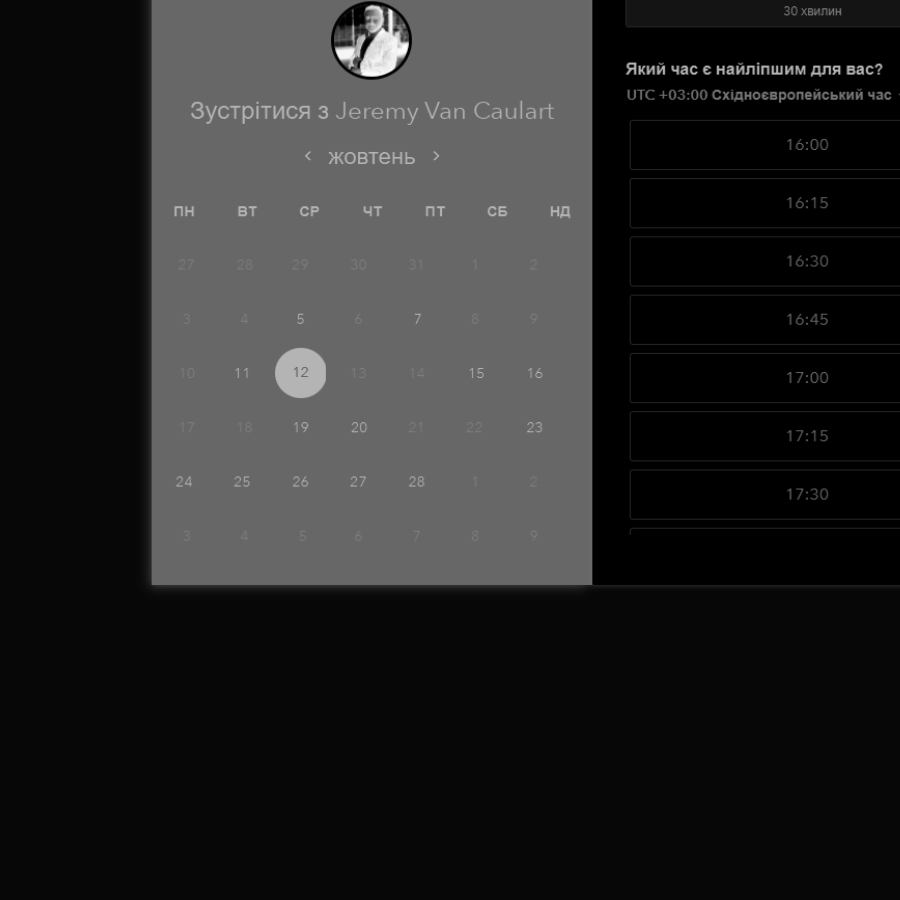 Зустрітися з Jeremy Van Caulart
‹ жовтень ›
ПН ВТ СР ЧТ ПТ СБ НД
27 28 29 30 31 1 2
3 4 5 6 7 8 9
10 11 12 13 14 15 16
17 18 19 20 21 22 23
24 25 26 27 28 1 2
3 4 5 6 7 8 9
30 хвилин
Який час є найліпшим для вас?
UTC +03:00 Східноєвропейський час
16:00
16:15
16:30
16:45
17:00
17:15
17:30